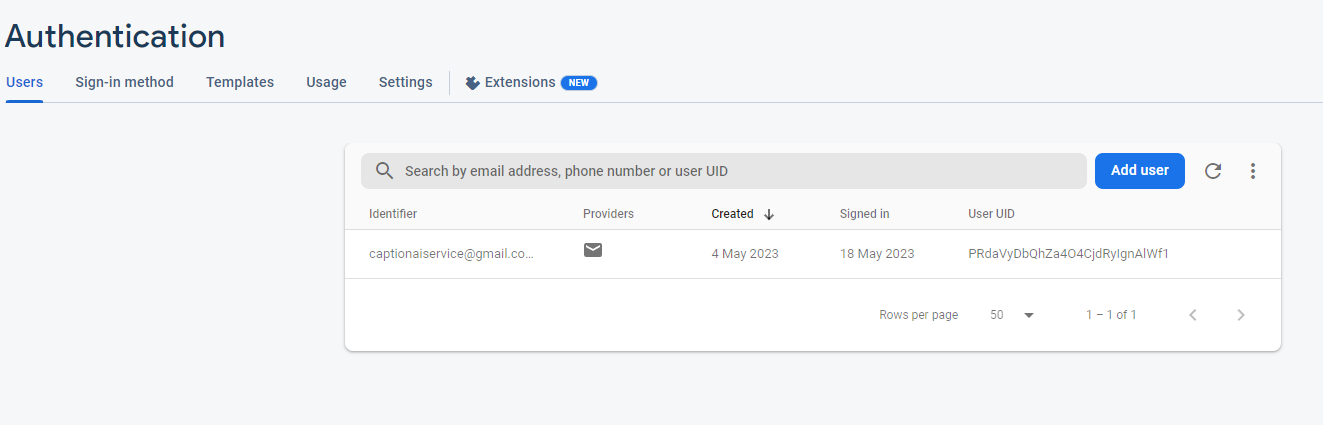 Authentication
Users Sign-in method Templates Usage Settings Extensions NEW
Search by email address, phone number or user UID Add user
Identifier Providers Created Signed in User UID
captionaiservice@gmail.co... 4 May 2023 18 May 2023 PRdaVyDbQhZa4O4CjdRyIgnAlWf1
Rows per page 50 1 – 1 of 1